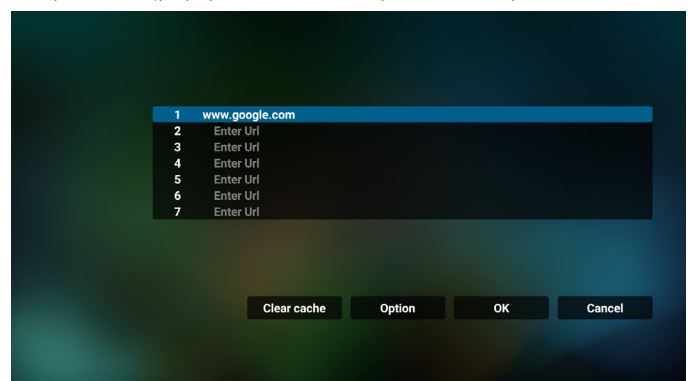 1 www.google.com
2 Enter Url
3 Enter Url
4 Enter Url
5 Enter Url
6 Enter Url
7 Enter Url
Clear cache Option OK Cancel